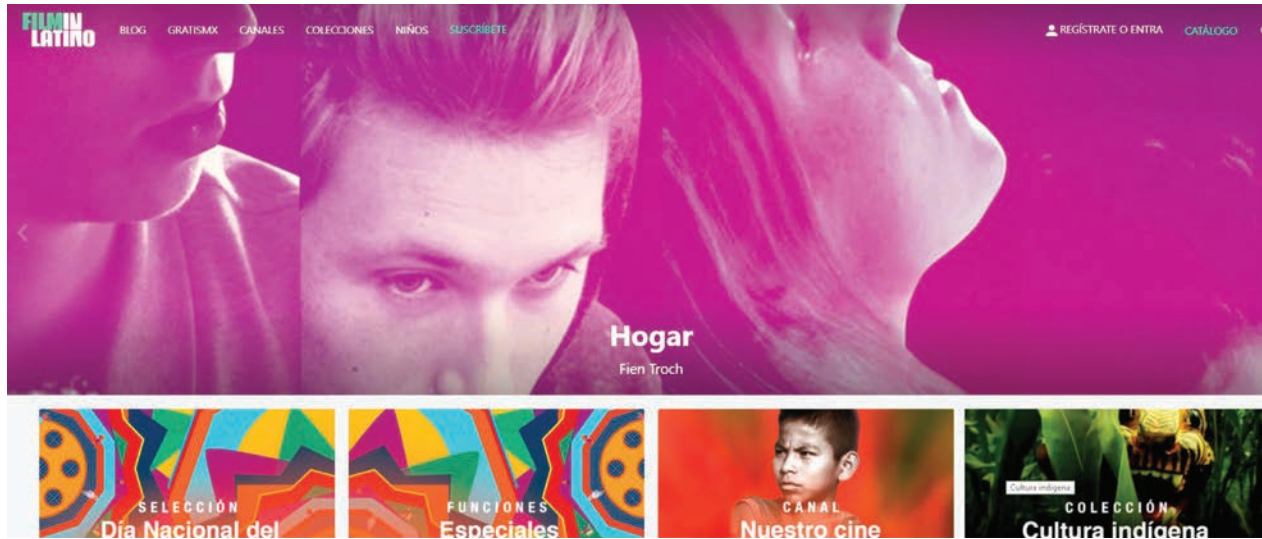 FILMIN
LATINO
BLOG GRATISMX CANALES COLECCIONES NIÑOS SUSCRÍBETE
REGÍSTRATE O ENTRA CATÁLOGO
Hogar
Fien Troch
SELECCIÓN
Día Nacional del
FUNCIONES
Especiales
CANAL
Nuestro cine
Cultura indígena
COLECCIÓN
Cultura indígena